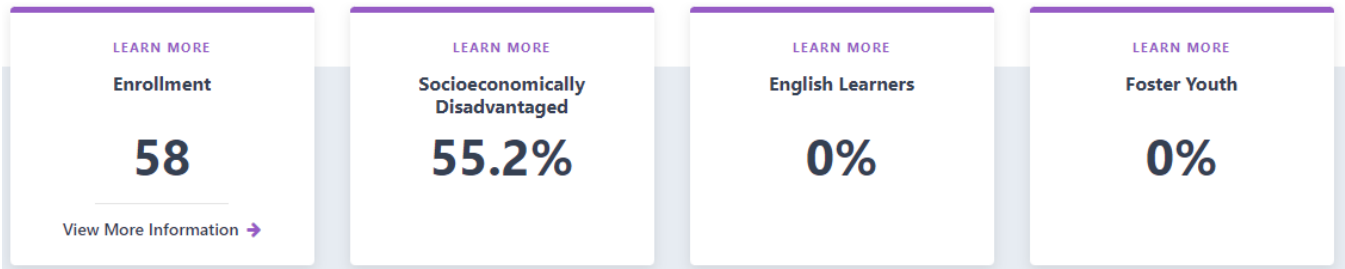 LEARN MORE
Enrollment
58
View More Information
LEARN MORE
Socioeconomically
Disadvantaged
55.2%
LEARN MORE
English Learners
0%
LEARN MORE
Foster Youth
0%